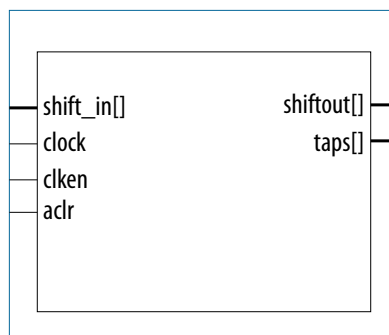 shift_in[]
shiftout[]
clock
taps[]
clken
aclr